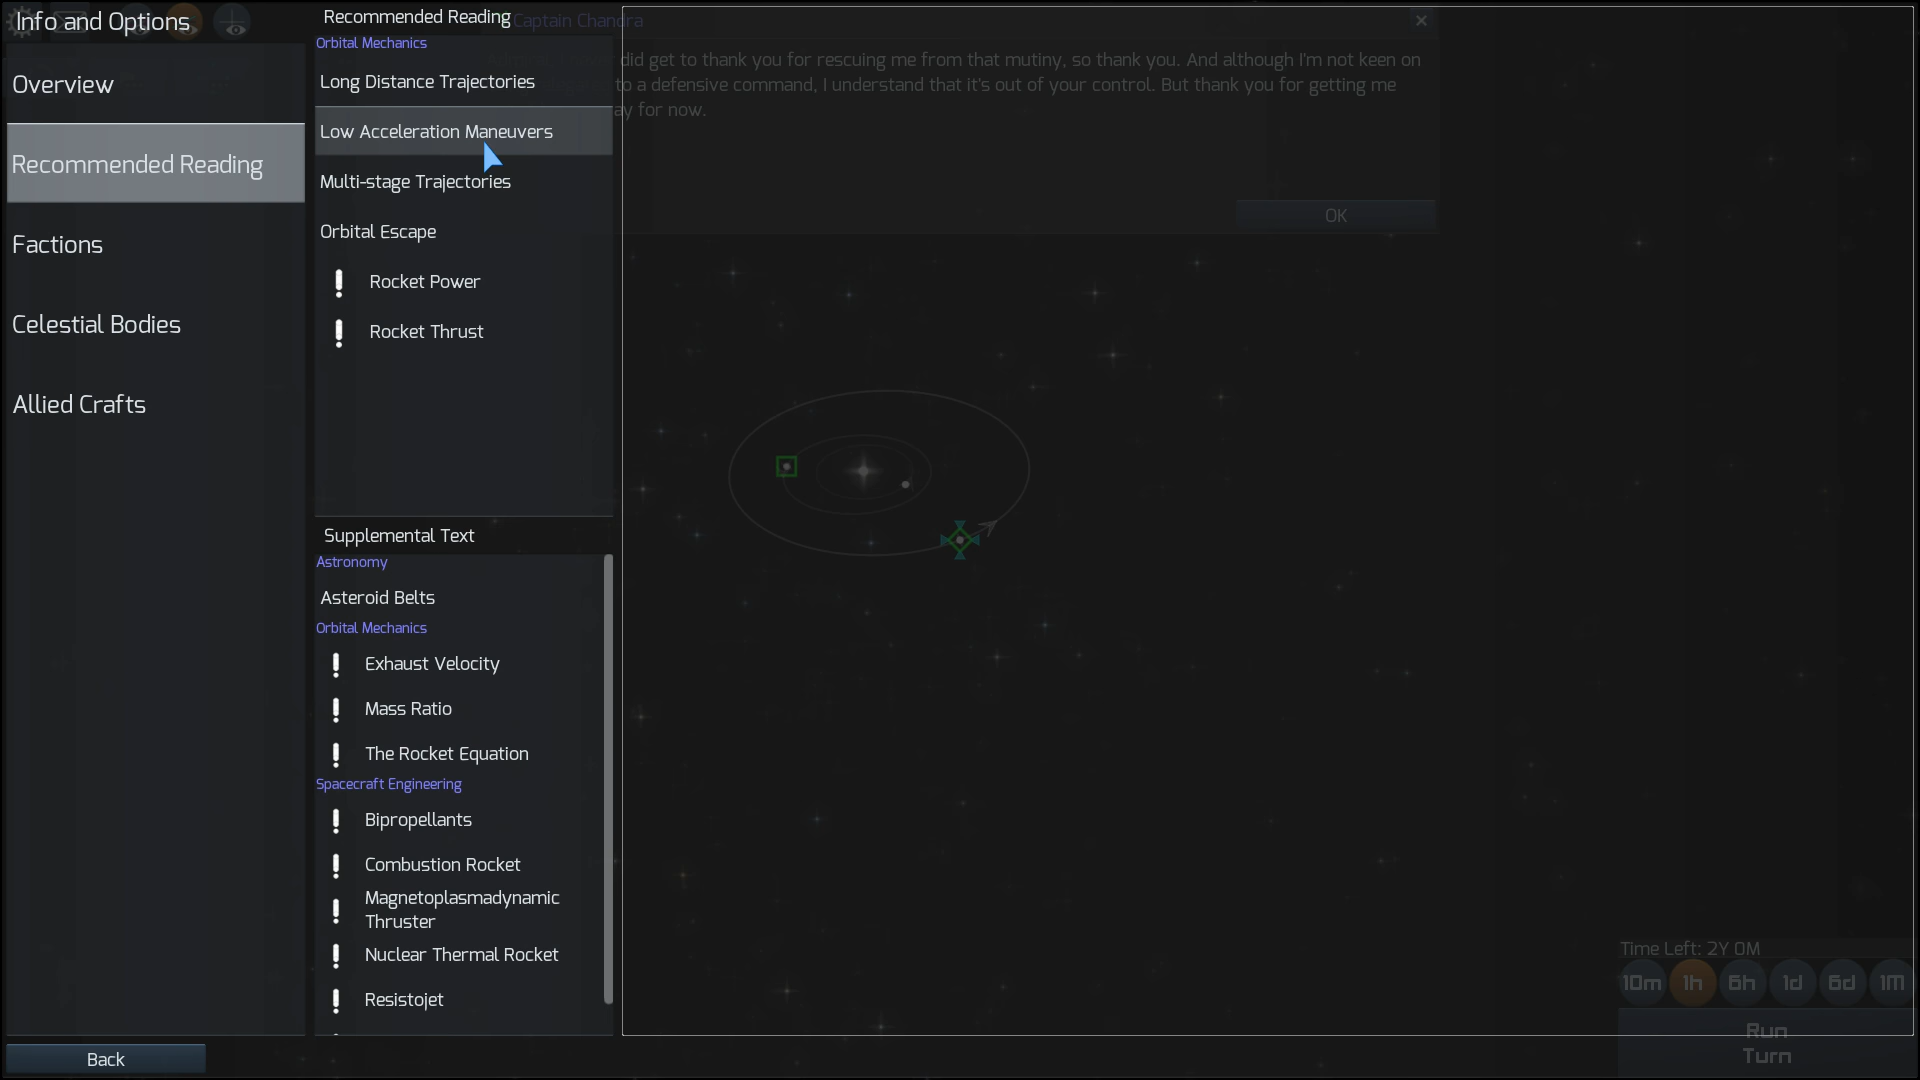 Info and Options
Overview
Recommended Reading
Factions
Celestial Bodies
Allied Crafts
Back
Recommended Reading
Orbital Mechanics
Long Distance Trajectories
Low Acceleration Maneuvers
Multi-stage Trajectories
Orbital Escape
! Rocket Power
! Rocket Thrust
Supplemental Text
Astronomy
Asteroid Belts
Orbital Mechanics
! Exhaust Velocity
! Mass Ratio
! The Rocket Equation
Spacecraft Engineering
! Bipropellants
! Combustion Rocket
! Magnetoplasmadynamic
Thruster
! Nuclear Thermal Rocket
! Resistojet
Captain Chandra
did get to thank you for rescuing me from that mutiny, so thank you. And although I'm not keen on
to a defensive command, I understand that it's out of your control. But thank you for getting me
for now.
OK
Time Left: 2Y 0M
10m 1h 6h 1d 6d 1M
Run
Turn